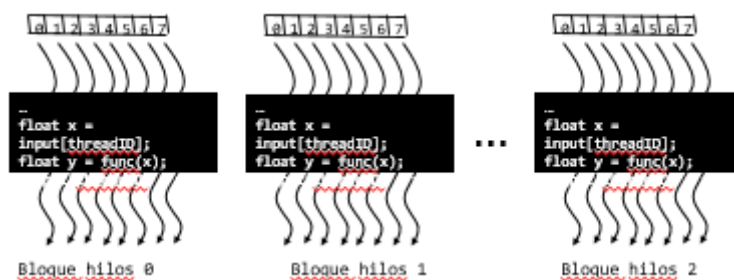 0 1 2 3 4 5 6 7
…
float x =
input[threadID];
float y = func(x);
Bloque hilos 0
0 1 2 3 4 5 6 7
…
float x =
input[threadID];
float y = func(x);
Bloque hilos 1
...
0 1 2 3 4 5 6 7
…
float x =
input[threadID];
float y = func(x);
Bloque hilos 2